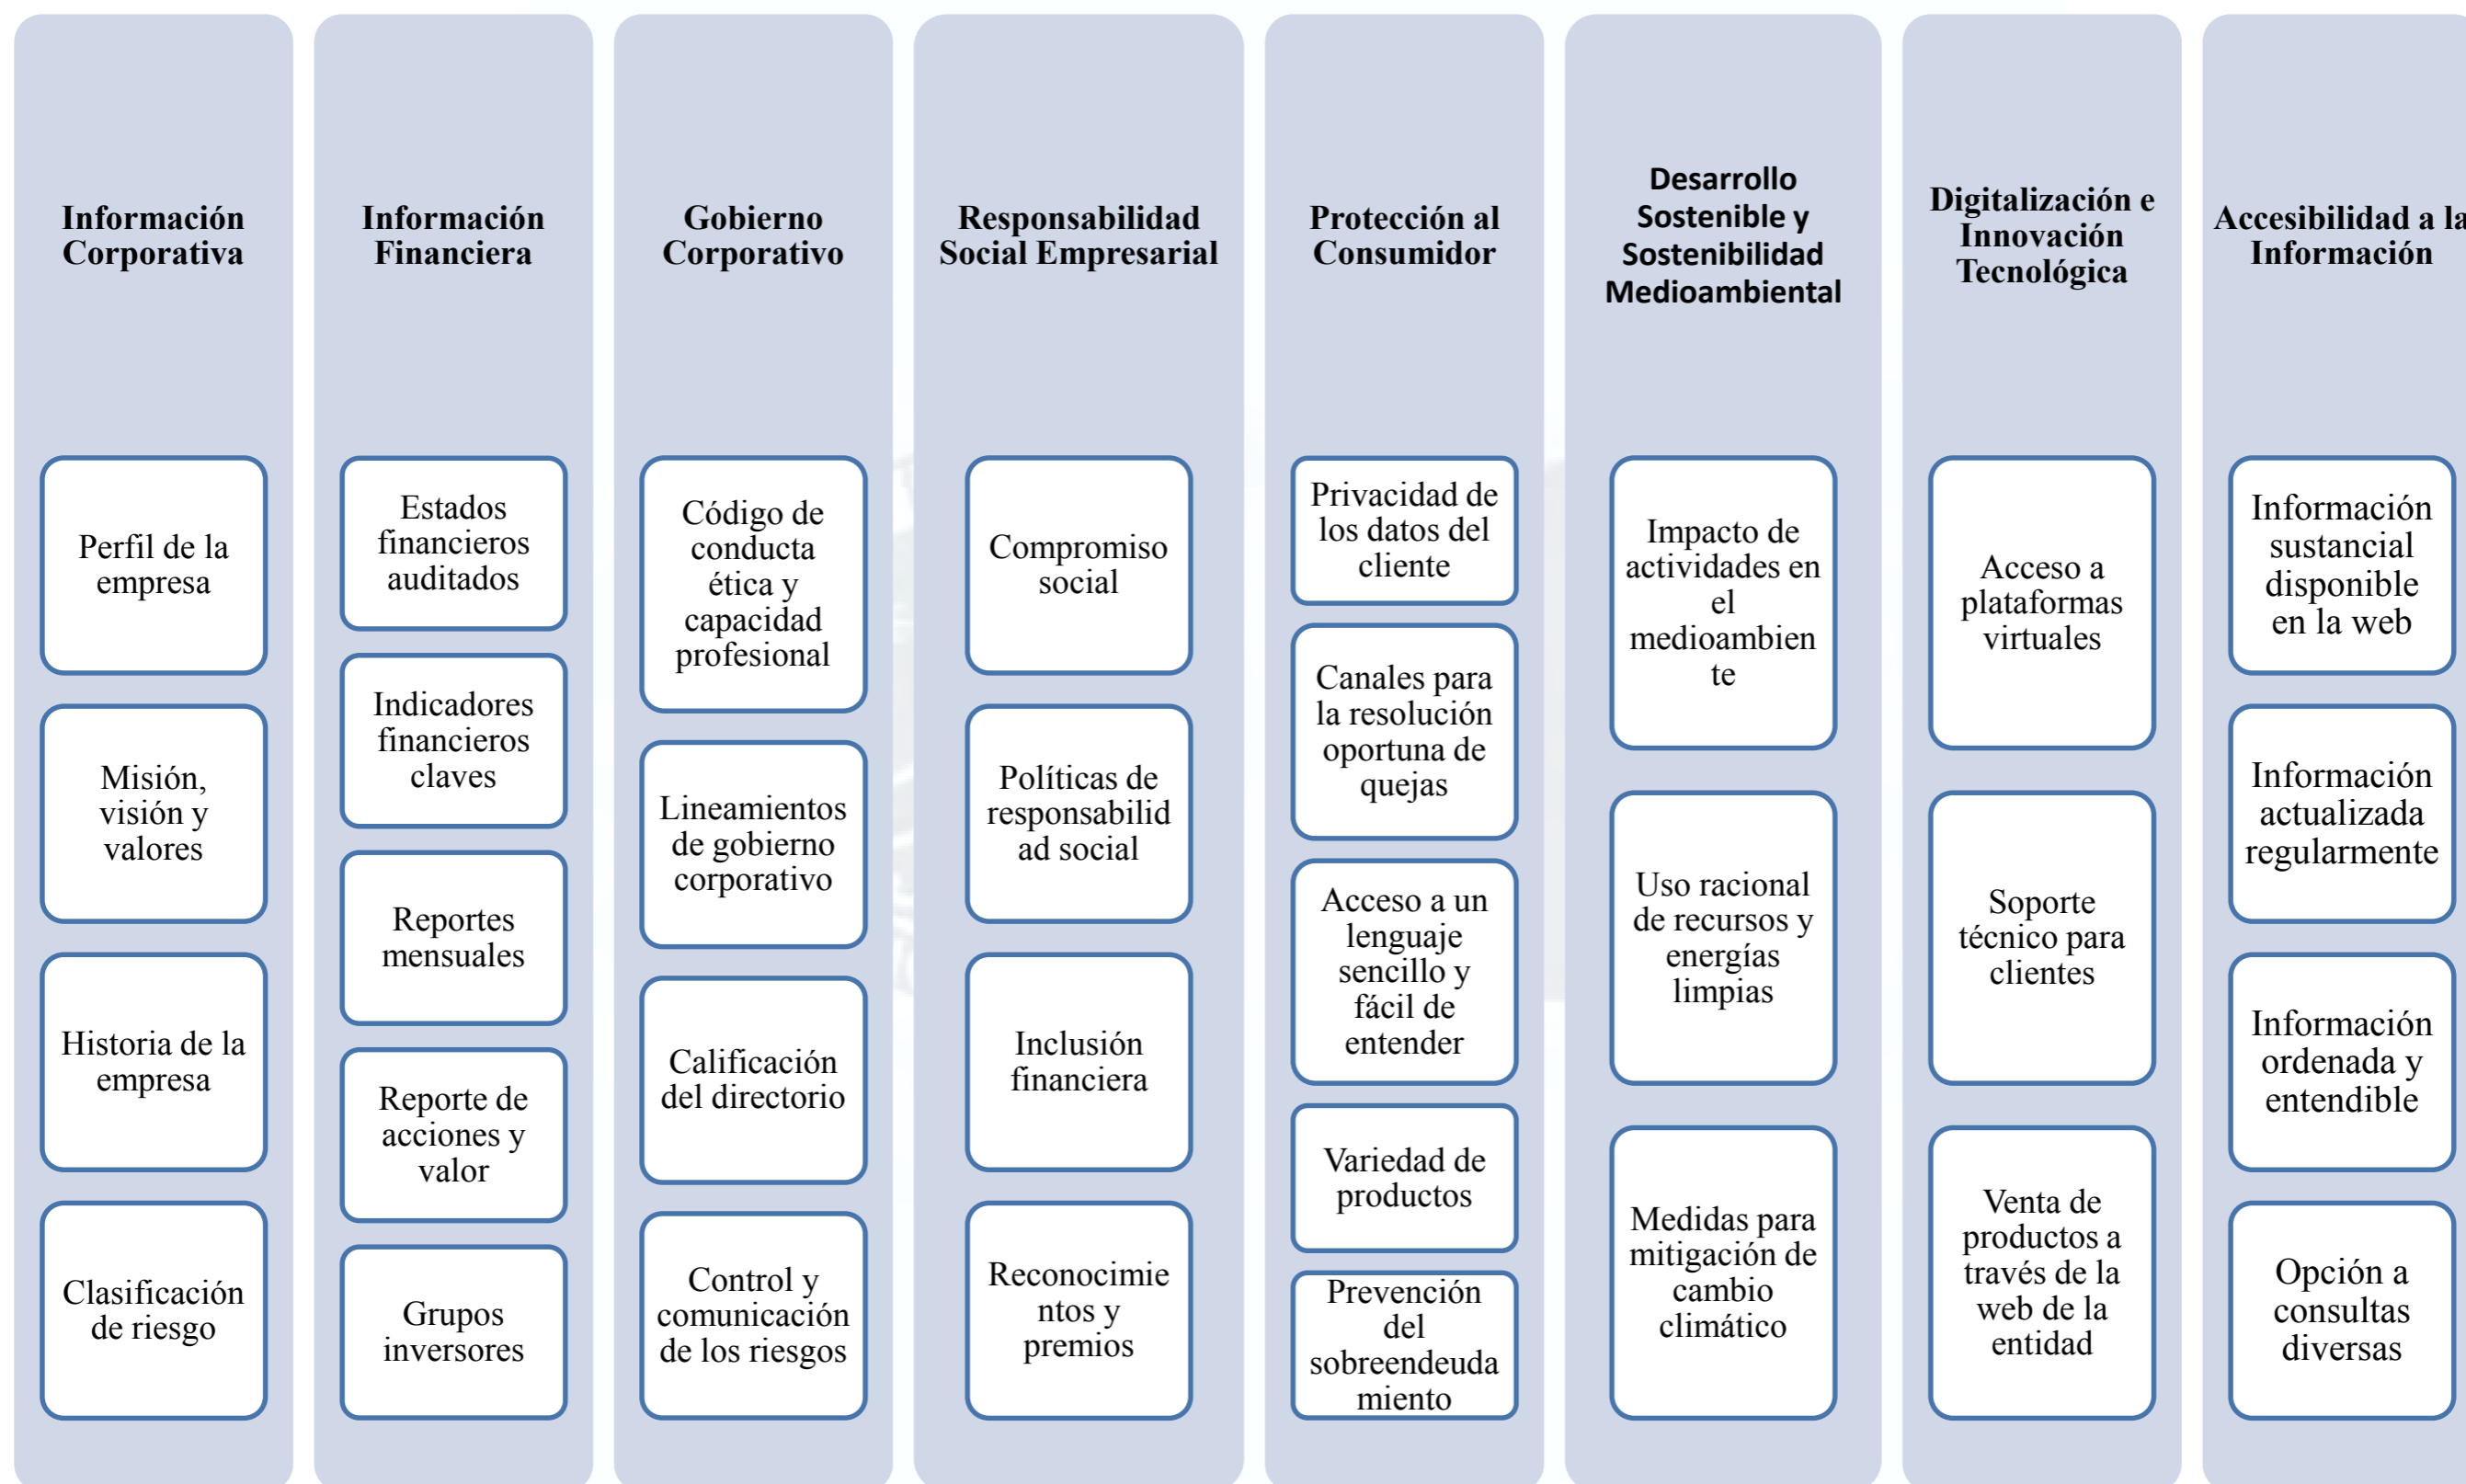 Información
Corporativa
Perfil de la
empresa
Misión,
visión y
valores
Historia de la
empresa
Clasificación
de riesgo
Información
Financiera
Estados
financieros
auditados
Indicadores
financieros
claves
Reportes
mensuales
Reporte de
acciones y
valor
Grupos
inversores
Gobierno
Corporativo
Código de
conducta
ética y
capacidad
profesional
Lineamientos
de gobierno
corporativo
Calificación
del directorio
Control y
comunicación
de los riesgos
Responsabilidad
Social Empresarial
Compromiso
social
Políticas de
responsabilid
ad social
Inclusión
financiera
Reconocimie
ntos y
premios
Protección al
Consumidor
Privacidad de
los datos del
cliente
Canales para
la resolución
oportuna de
quejas
Acceso a un
lenguaje
sencillo y
fácil de
entender
Variedad de
productos
Prevención
del
sobreendeuda
miento
Desarrollo
Sostenible y
Sostenibilidad
Medioambiental
Impacto de
actividades en
el
medioambien
te
Uso racional
de recursos y
energías
limpias
Medidas para
mitigación de
cambio
climático
Digitalización e
Innovación
Tecnológica
Acceso a
plataformas
virtuales
Soporte
técnico para
clientes
Venta de
productos a
través de la
web de la
entidad
Accesibilidad a la
Información
Información
sustancial
disponible
en la web
Información
actualizada
regularmente
Información
ordenada y
entendible
Opción a
consultas
diversas